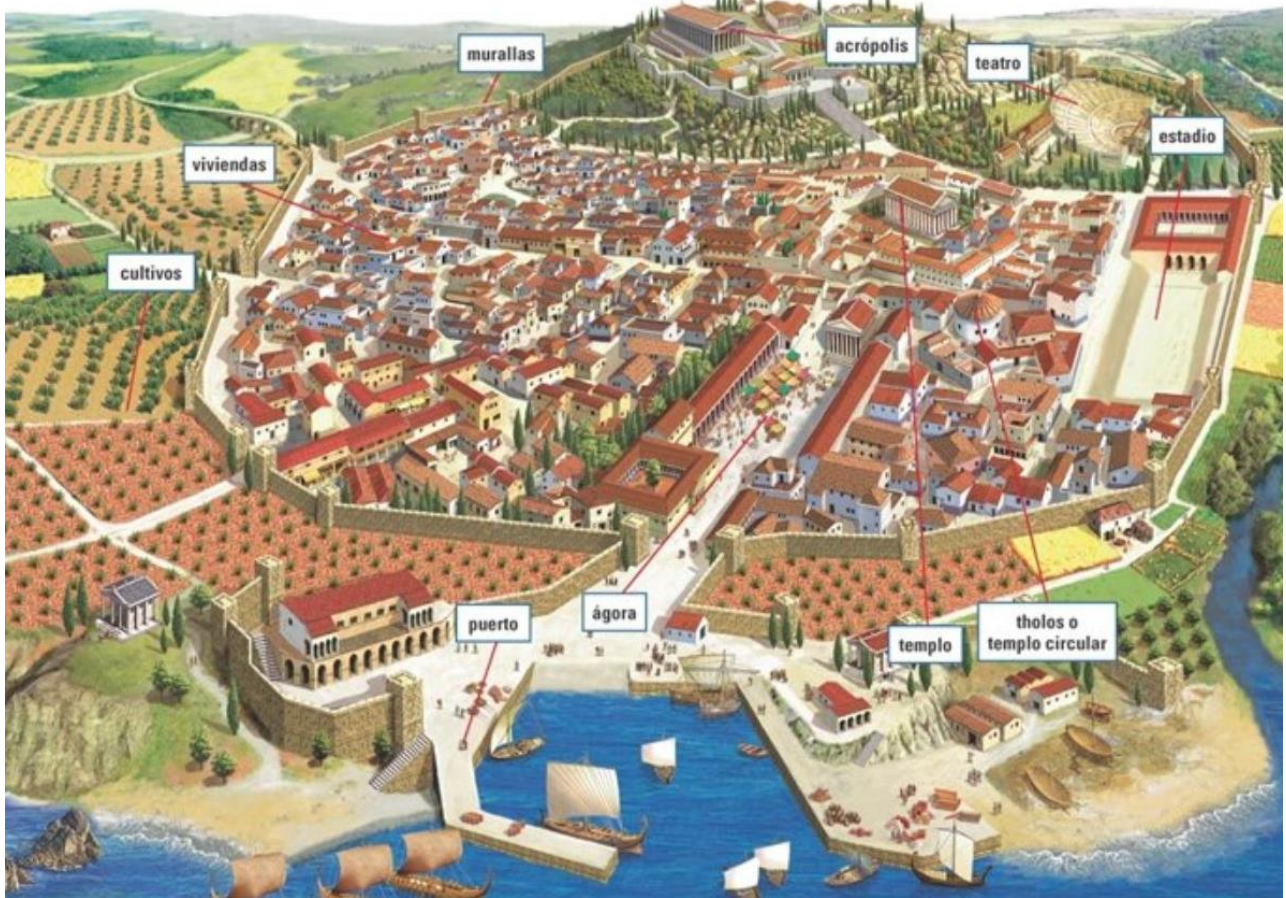 murallas
acrópolis
teatro
estadio
viviendas
cultivos
puerto
ágora
templo
tholos o
templo circular